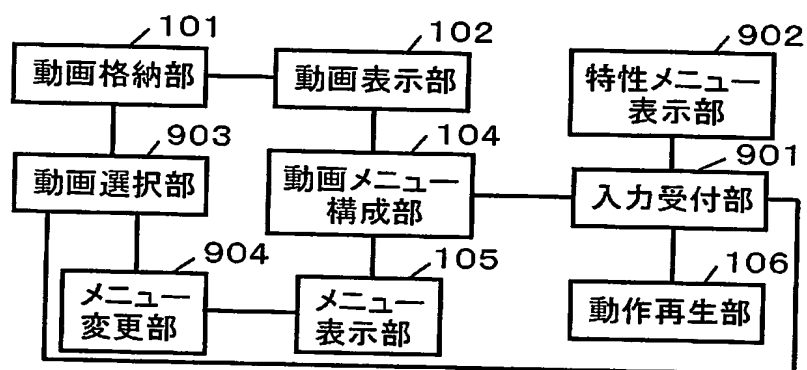 101
動画格納部
102
動画表示部
902
特性メニュー
表示部
903
動画選択部
104
動画メニュー
構成部
901
入力受付部
904
メニュー
変更部
105
メニュー
表示部
106
動作再生部